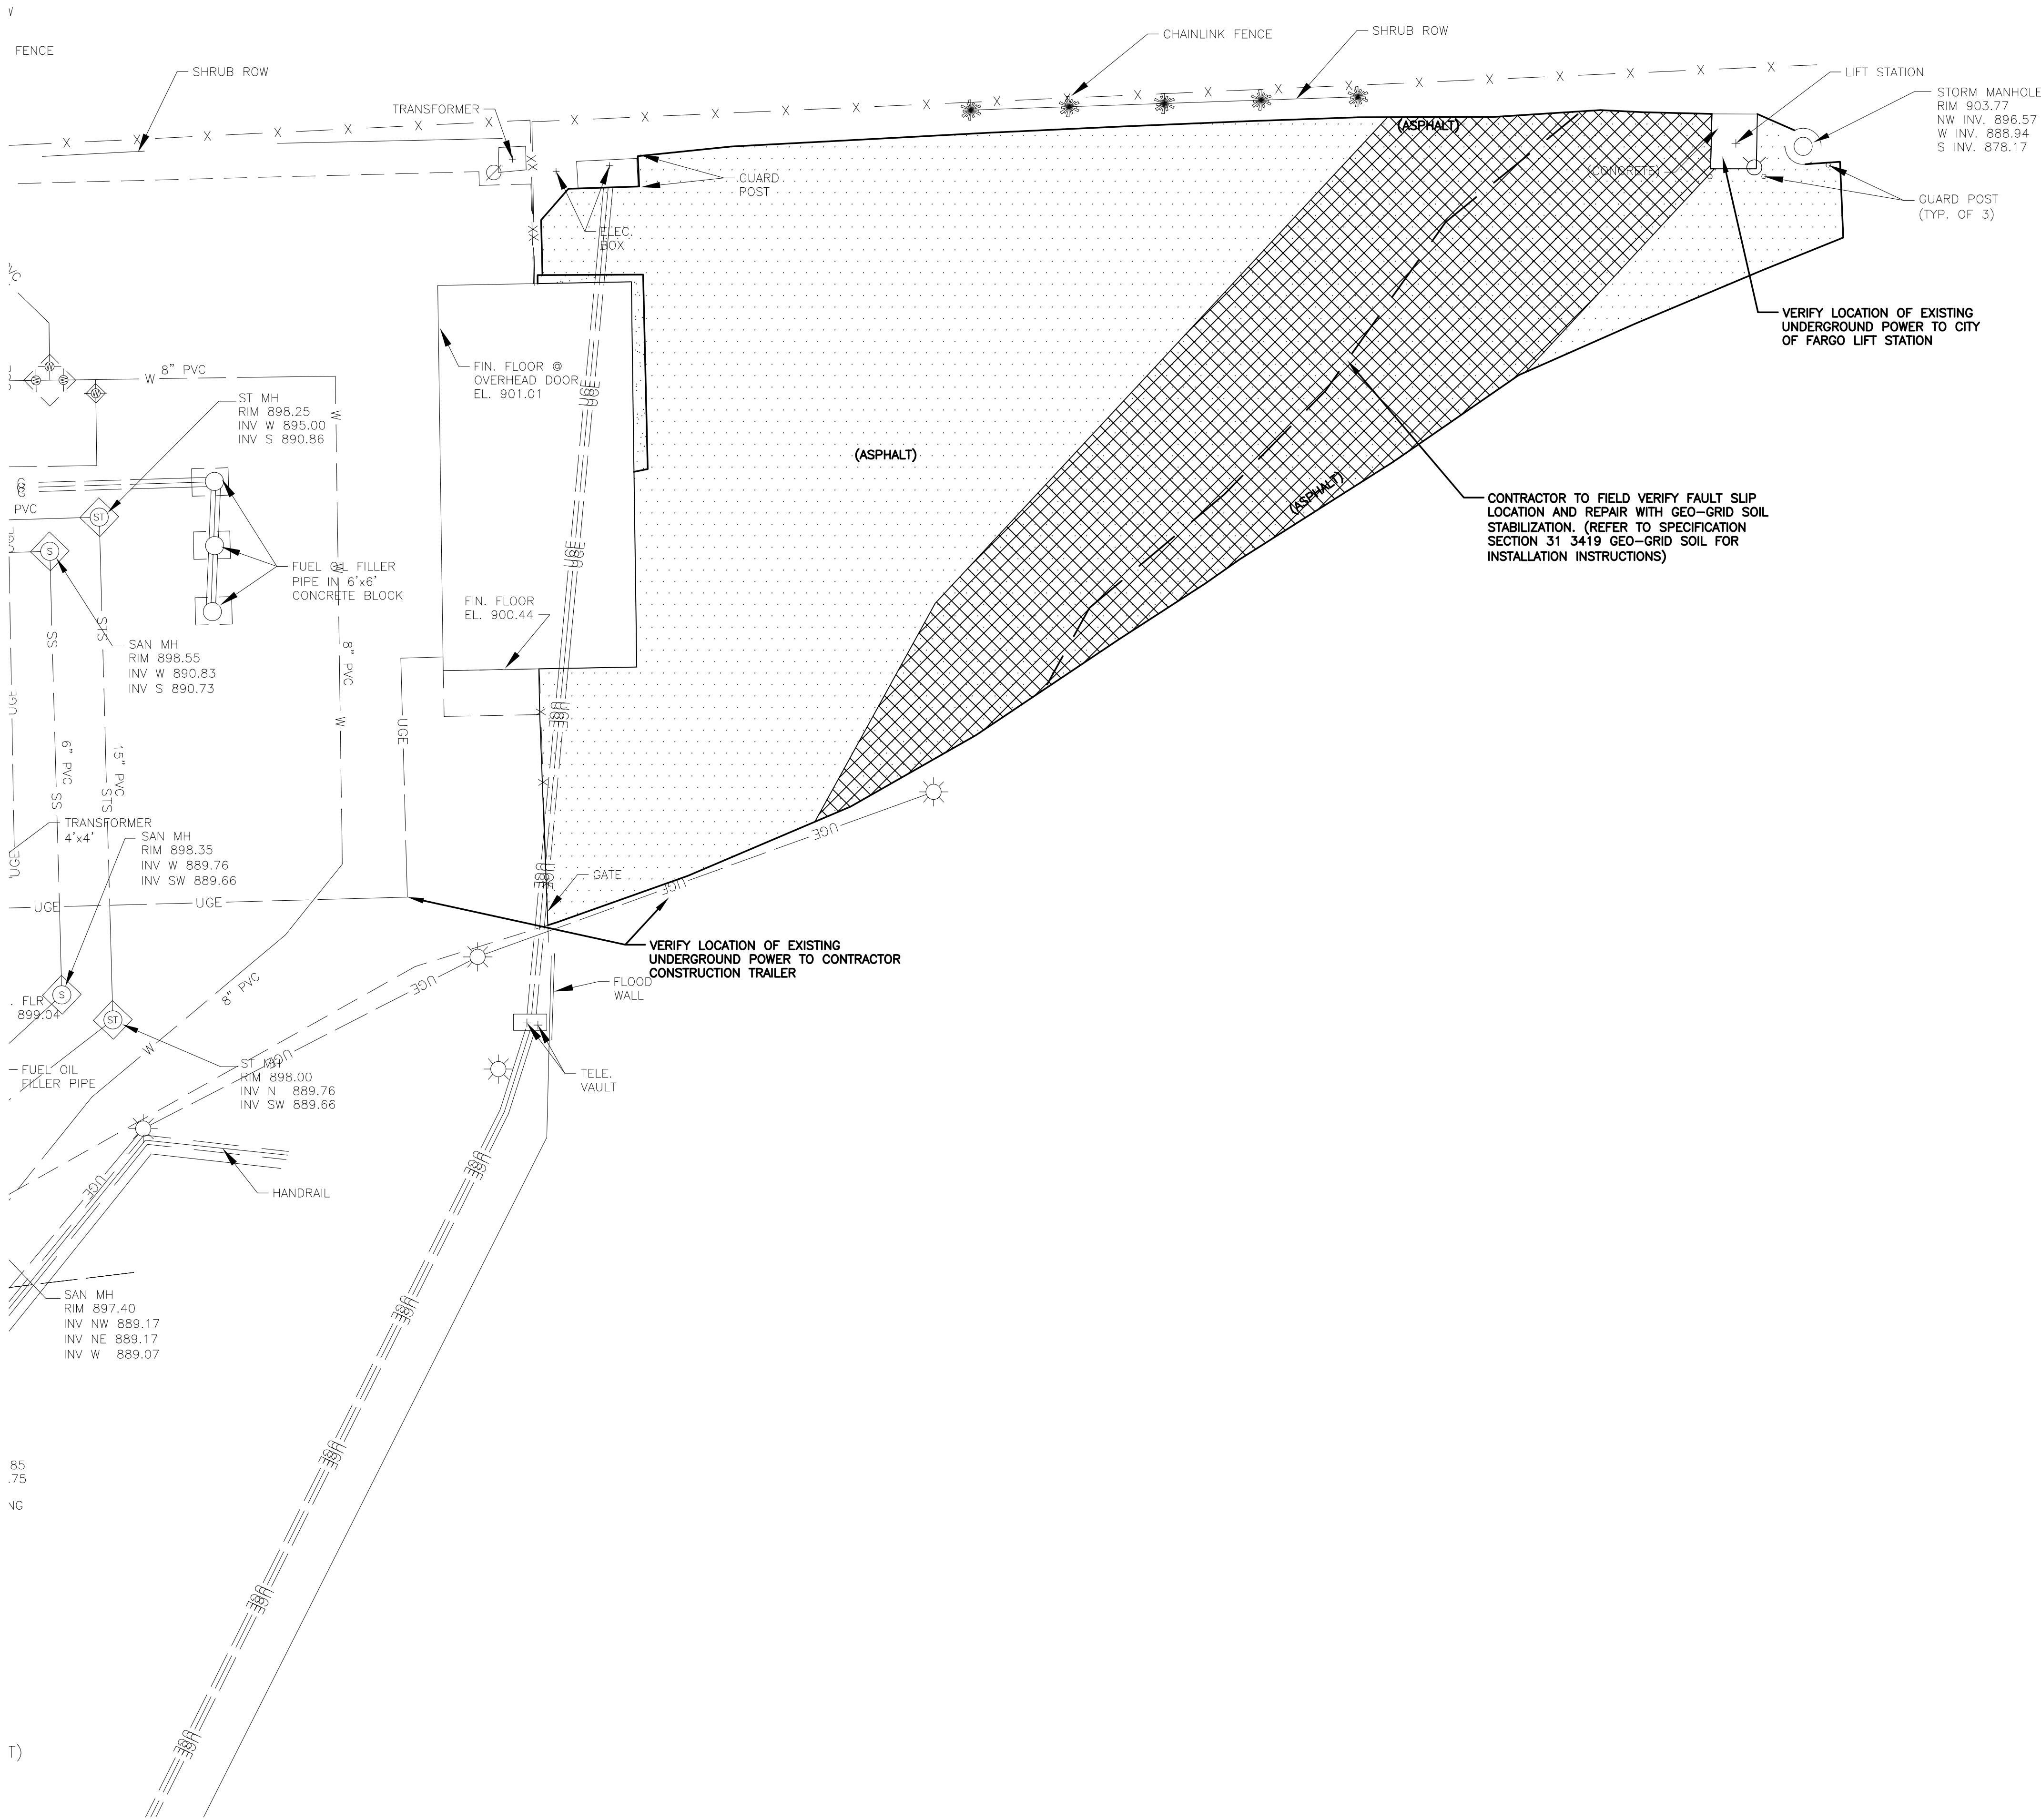 FENCE
SHRUB ROW
TRANSFORMER
CHAINLINK FENCE
SHRUB ROW
LIFT STATION
STORM MANHOLE
RIM 903.77
NW INV. 896.57
W INV. 888.94
S INV. 878.17
(ASPHALT)
(CONCRETE)
GUARD
POST
GUARD POST
(TYP. OF 3)
ELEC.
BOX
VERIFY LOCATION OF EXISTING
UNDERGROUND POWER TO CITY
OF FARGO LIFT STATION
FIN. FLOOR @
OVERHEAD DOOR
EL. 901.01
8" PVC
ST MH
RIM 898.25
INV W 895.00
INV S 890.86
(ASPHALT)
(ASPHALT)
CONTRACTOR TO FIELD VERIFY FAULT SLIP
LOCATION AND REPAIR WITH GEO-GRID SOIL
STABILIZATION. (REFER TO SPECIFICATION
SECTION 31 3419 GEO-GRID SOIL FOR
INSTALLATION INSTRUCTIONS)
PVC
ST
S
FUEL OIL FILLER
PIPE IN 6'x6'
CONCRETE BLOCK
FIN. FLOOR
EL. 900.44
SAN MH
RIM 898.55
INV W 890.83
INV S 890.73
8" PVC
UGE
6" PVC
15" PVC
SS
STS
TRANSFORMER
4'x4'
SAN MH
RIM 898.35
INV W 889.76
INV SW 889.66
UGE
UGE
GATE
VERIFY LOCATION OF EXISTING
UNDERGROUND POWER TO CONTRACTOR
CONSTRUCTION TRAILER
FLOOD
WALL
8" PVC
S
. FLR
899.04
ST
FUEL OIL
FILLER PIPE
ST MH
RIM 898.00
INV N 889.76
INV SW 889.66
TELE.
VAULT
HANDRAIL
SAN MH
RIM 897.40
INV NW 889.17
INV NE 889.17
INV W 889.07
85
.75
NG
T)